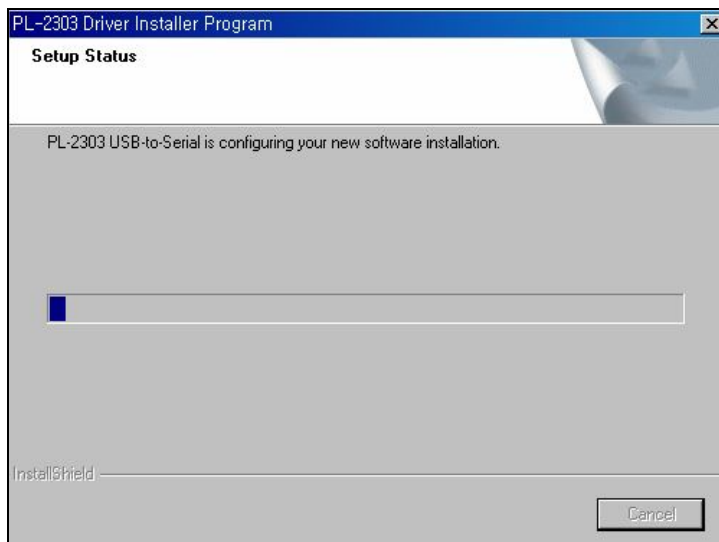 PL-2303 Driver Installer Program
Setup Status
PL-2303 USB-to-Serial is configuring your new software installation.
InstallShield
Cancel